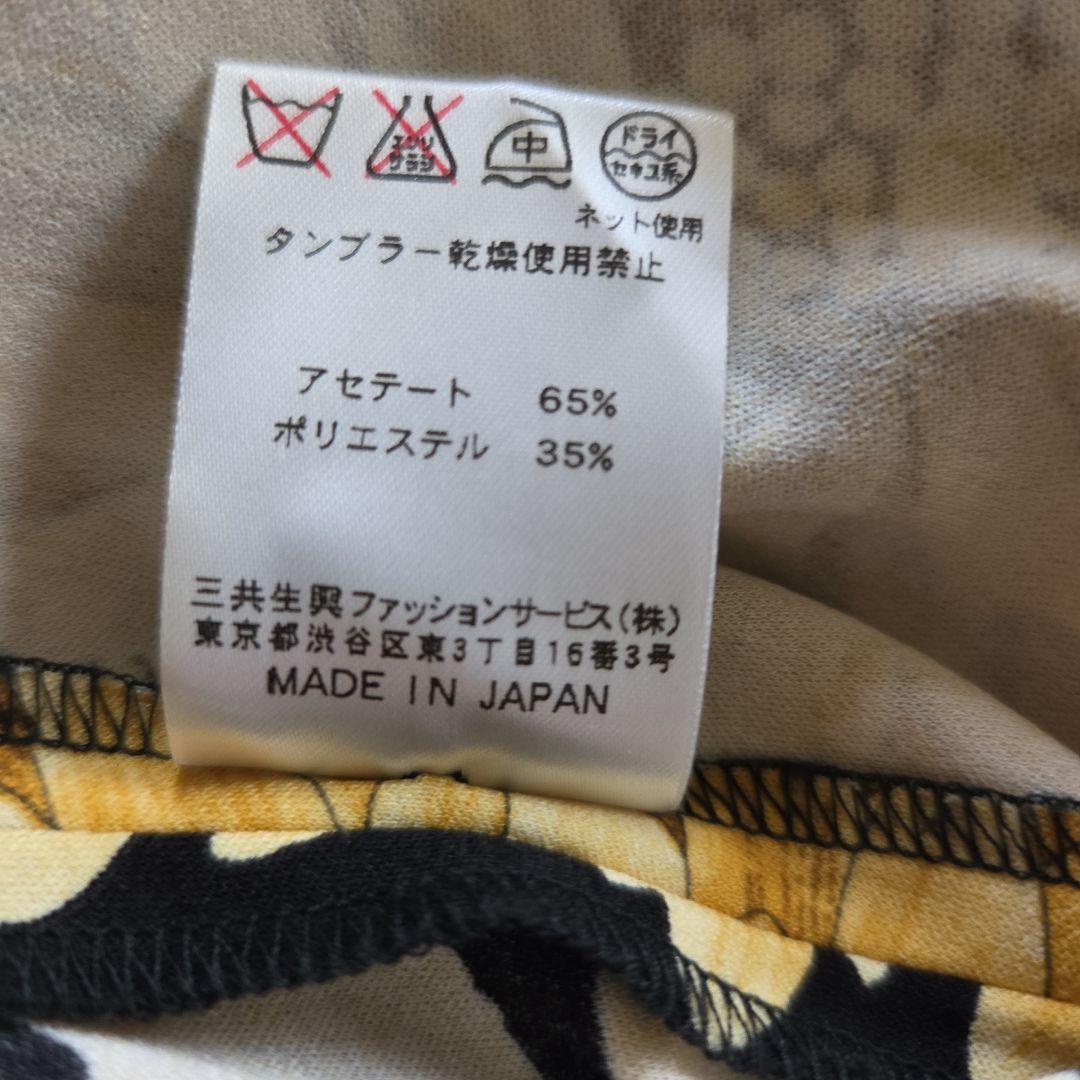 エンソ サラシ
中
ドライ
セキユ系
ネット使用
タンブラー乾燥使用禁止
アセテート 65%
ポリエステル 35%
三共生興ファッションサービス(株)
東京都渋谷区東3丁目16番3号
MADE IN JAPAN